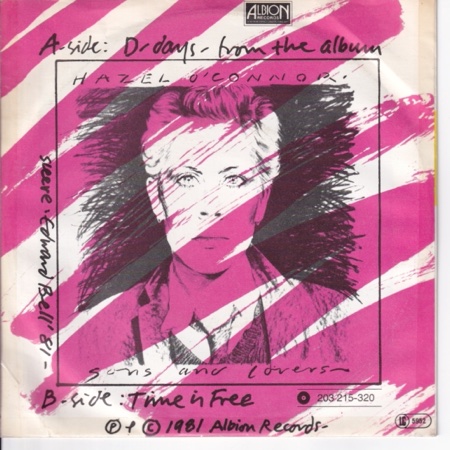 ALBION
RECORDS
A-side: D-days - from the album
HAZEL O'CONNOR.
sleeve: Edward Bell '81 -
sons and lovers
B-side: Time is Free
203 215-320
Ⓟ + © 1981 Albion Records -